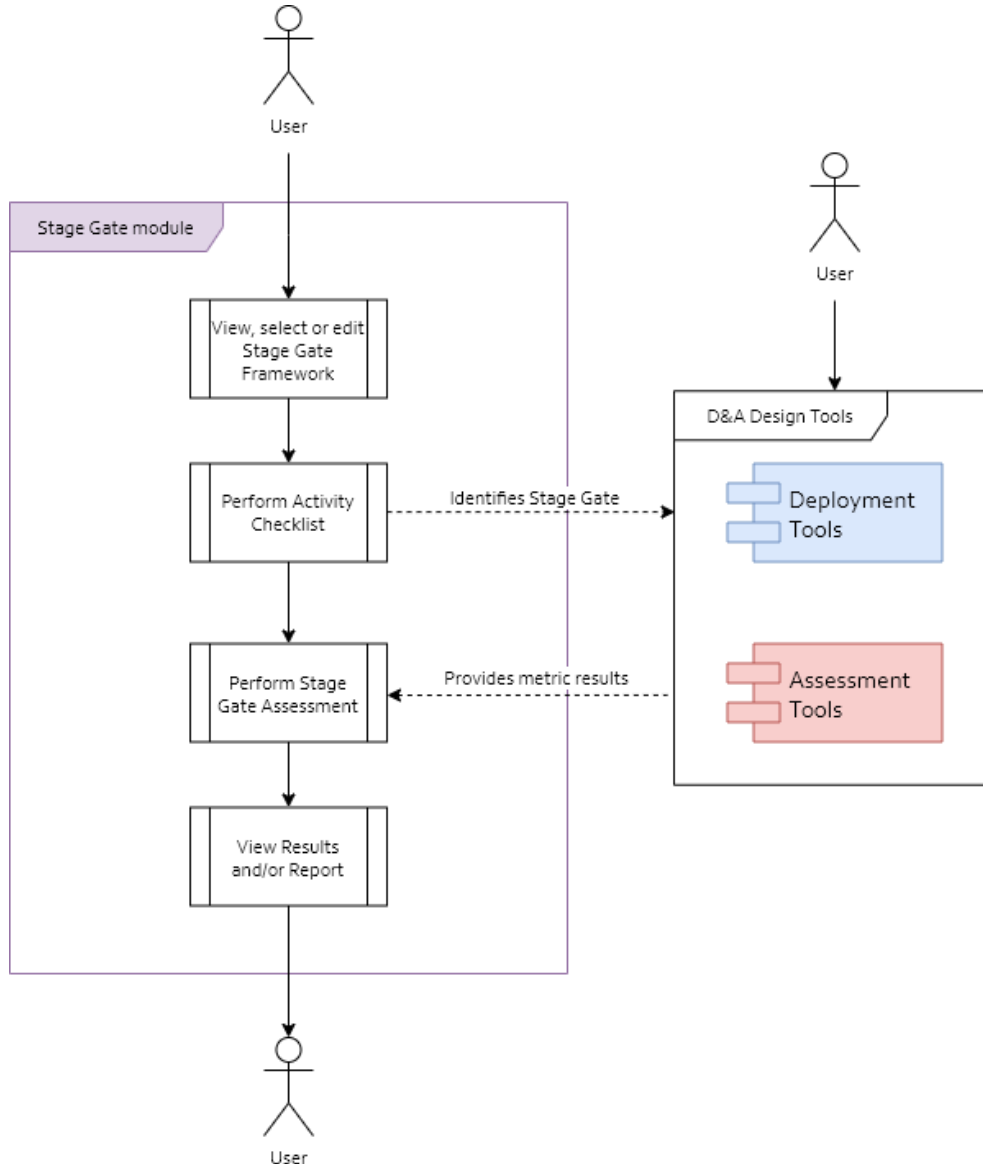 User
User
Stage Gate module
View, select or edit
Stage Gate
Framework
D&A Design Tools
Perform Activity
Checklist
Identifies Stage Gate
Deployment
Tools
Perform Stage
Gate Assessment
Provides metric results
Assessment
Tools
View Results
and/or Report
User